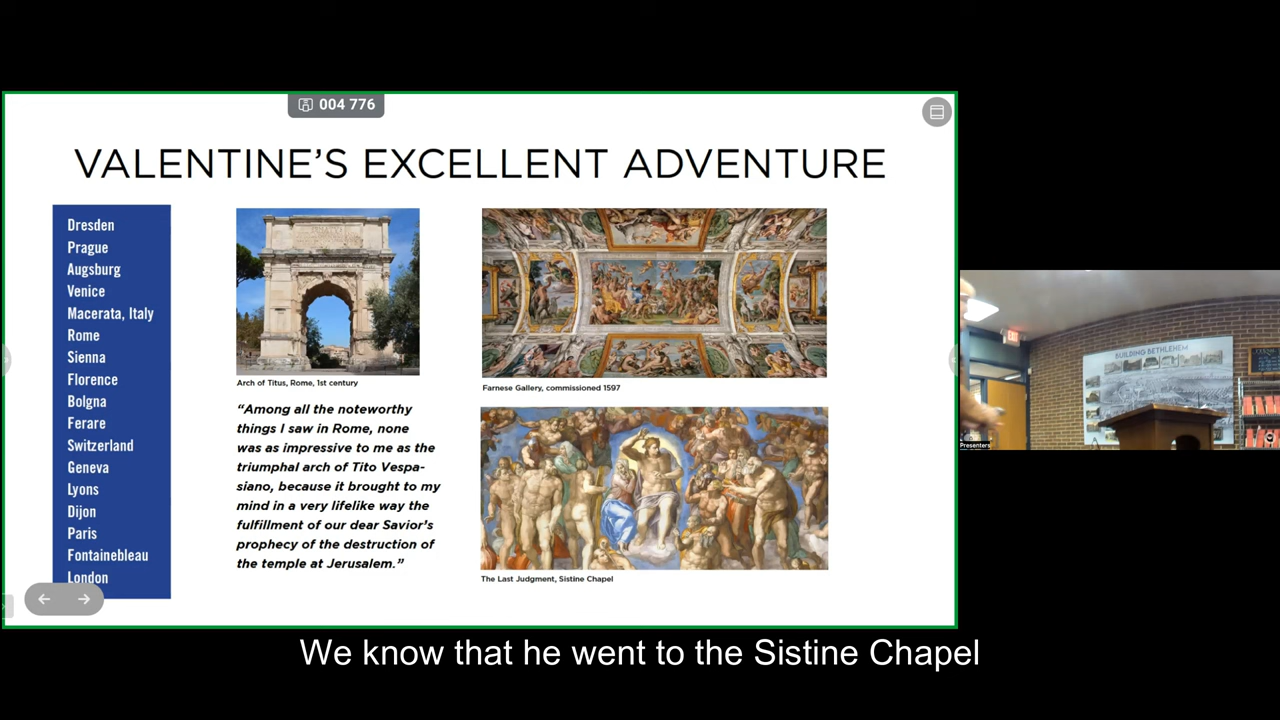 004 776
VALENTINE'S EXCELLENT ADVENTURE
Dresden
Prague
Augsburg
Venice
Macerata, Italy
Rome
Sienna
Florence
Bolgna
Ferare
Switzerland
Geneva
Lyons
Dijon
Paris
Fontainebleau
London
Arch of Titus, Rome, 1st century
“Among all the noteworthy
things I saw in Rome, none
was as impressive to me as the
triumphal arch of Tito Vespa-
siano, because it brought to my
mind in a very lifelike way the
fulfillment of our dear Savior’s
prophecy of the destruction of
the temple at Jerusalem.”
Farnese Gallery, commissioned 1597
The Last Judgment, Sistine Chapel
EXIT
BUILDING BETHLEHEM
Presenters
We know that he went to the Sistine Chapel